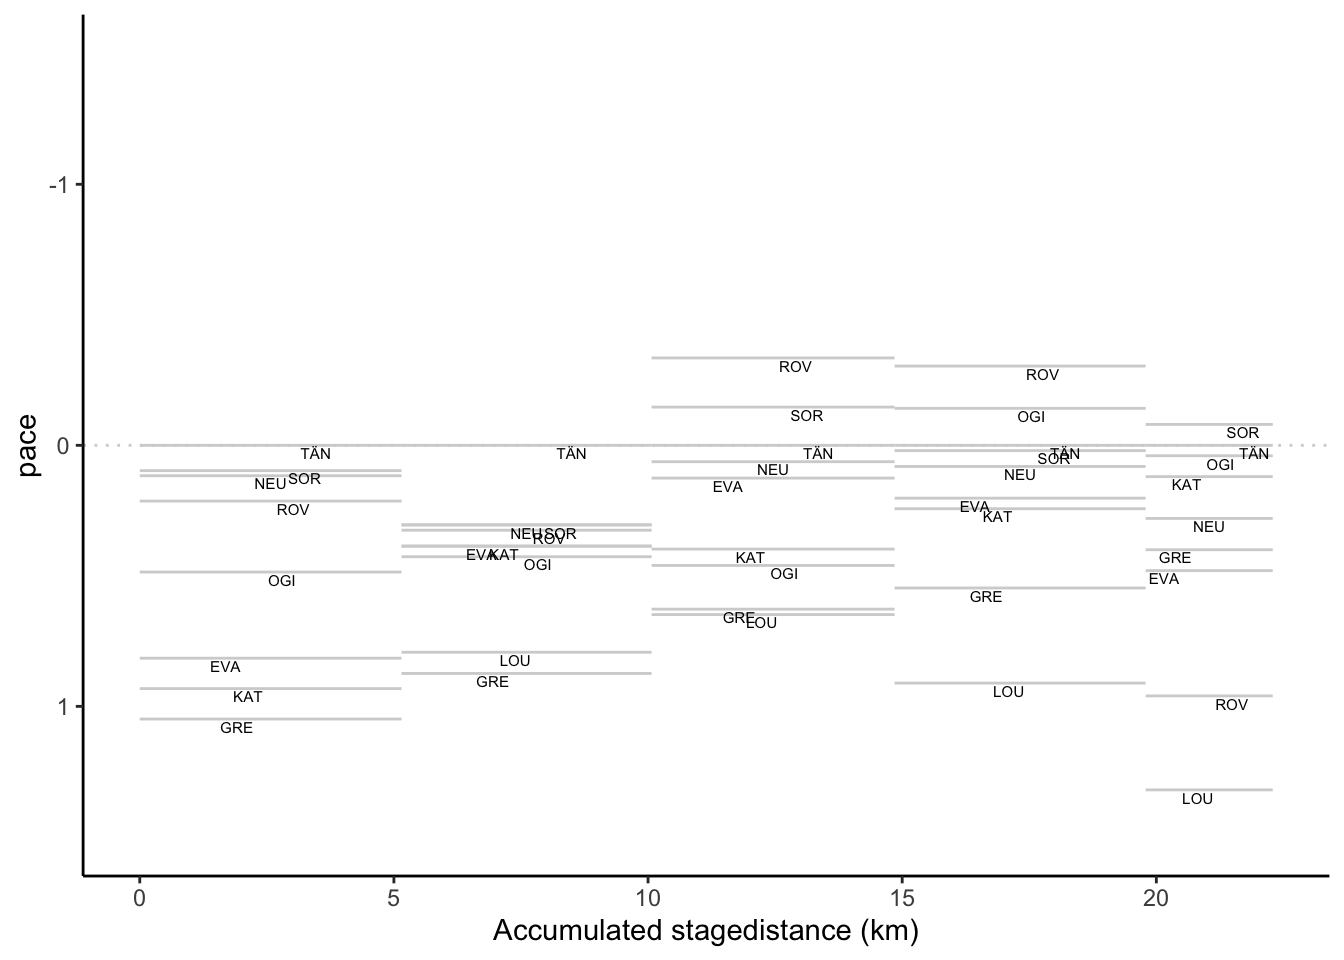 -1
ROV
ROV
SOR
OGI
SOR
0
TÄN
TÄN
TÄN
TÄN
TÄN
SOR
OGI
NEU
SOR
NEU
NEU
EVA
KAT
ROV
EVA
KAT
NEU
NEU
SOR
ROV
EVA
KAT
OGI
KAT
OGI
GRE
EVA
OGI
GRE
LOU
GRE
EVA
LOU
KAT
GRE
LOU
1
ROV
GRE
LOU
pace
0 5 10 15 20
Accumulated stagedistance (km)